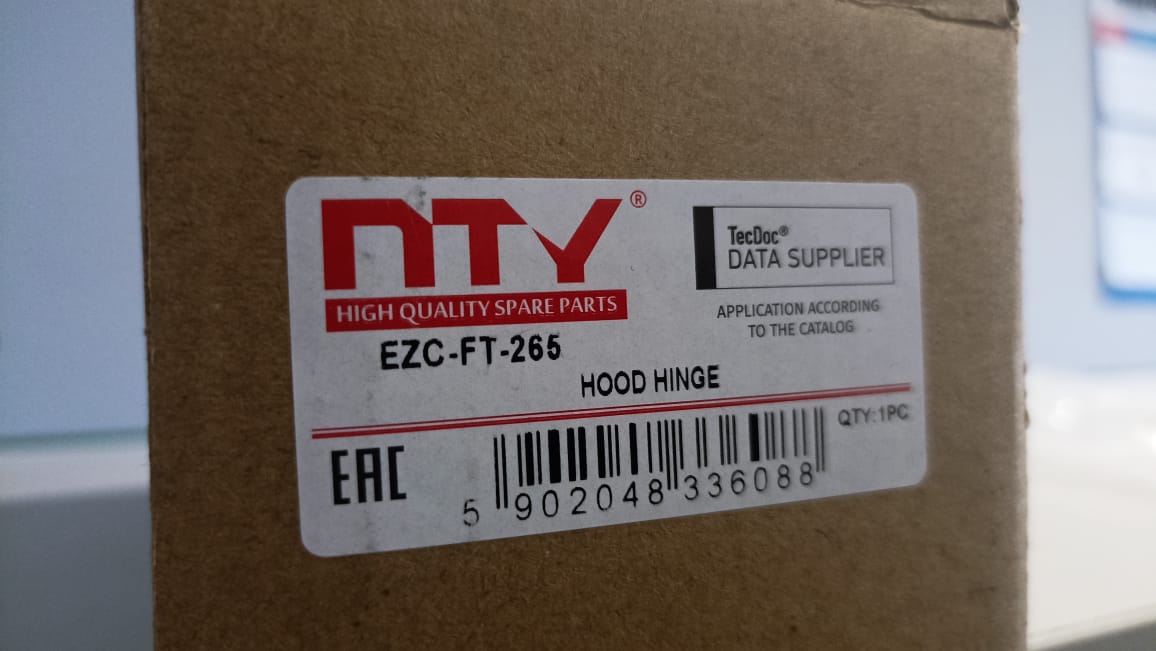 NTY®
HIGH QUALITY SPARE PARTS
TecDoc®
DATA SUPPLIER
APPLICATION ACCORDING
TO THE CATALOG
EZC-FT-265
HOOD HINGE
QTY:1PC
EAC
5 902048 336088